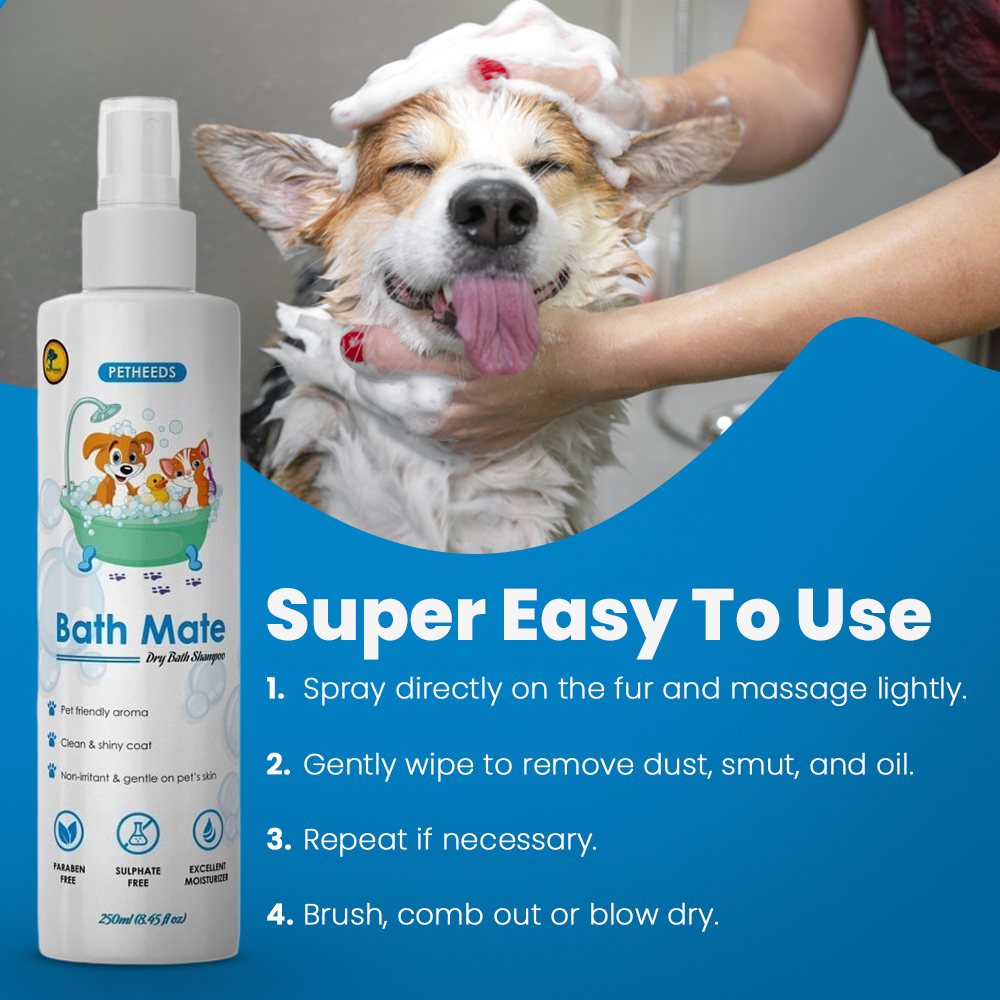 PETHEEDS
Bath Mate
Dry Bath Shampoo
Pet friendly aroma
Clean & shiny coat
Non-irritant & gentle on pet's skin
PARABEN
FREE
SULPHATE
FREE
EXCELLENT
MOISTURIZER
250ml (8.45 fl oz)
Super Easy To Use
1. Spray directly on the fur and massage lightly.
2. Gently wipe to remove dust, smut, and oil.
3. Repeat if necessary.
4. Brush, comb out or blow dry.